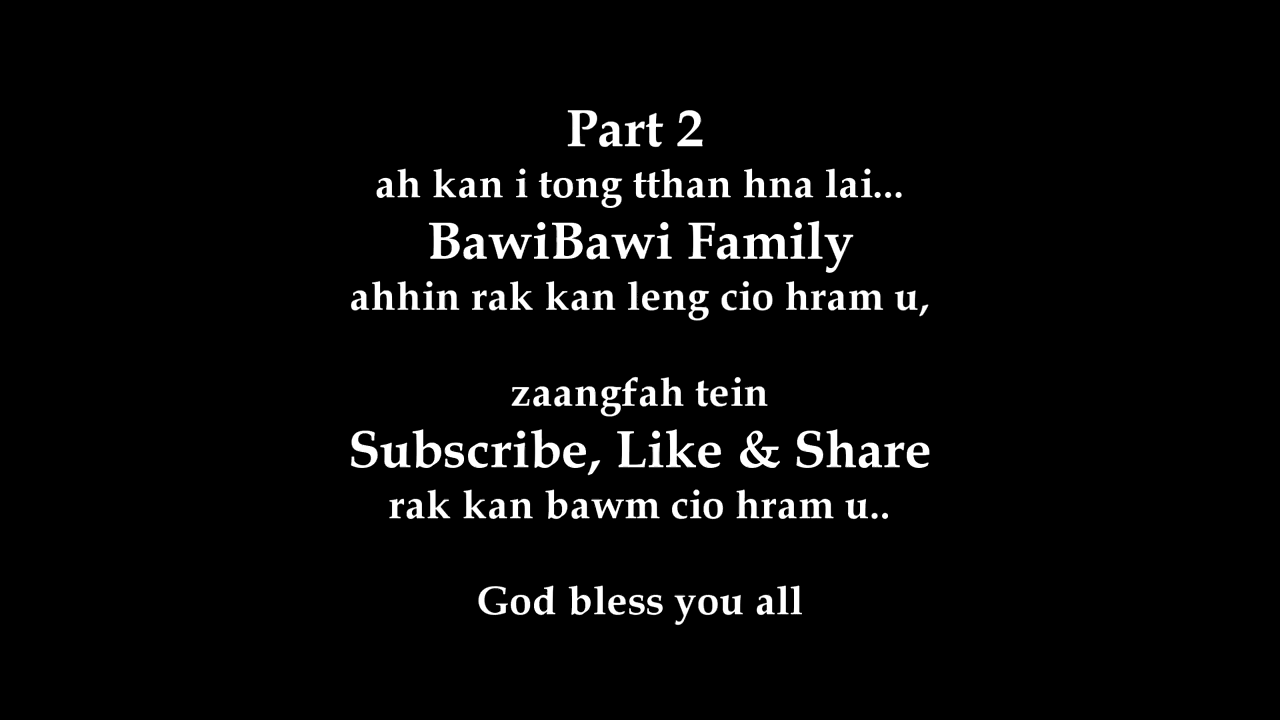 Part 2
ah kan i tong tthan hna lai...
BawiBawi Family
ahhin rak kan leng cio hram u,
zaangfah tein
Subscribe, Like & Share
rak kan bawm cio hram u..
God bless you all